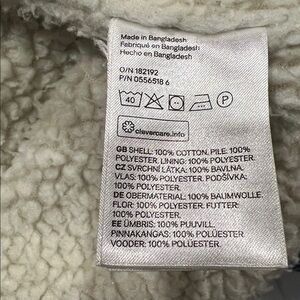 Made in Bangladesh
Fabriqué en Bangladesh
Hecho en Bangladesh
O/N 182192
P/N 0556518 6
40 P
clevercare.info
GB SHELL: 100% COTTON. PILE: 100%
POLYESTER. LINING: 100% POLYESTER.
CZ SVRCHNÍ LÁTKA: 100% BAVLNA.
VLAS: 100% POLYESTER. PODŠÍVKA:
100% POLYESTER.
DE OBERMATERIAL: 100% BAUMWOLLE.
FLOR: 100% POLYESTER. FUTTER:
100% POLYESTER.
EE ÜMBRIS: 100% PUUVILL.
PINNAKANGAS: 100% POLÜESTER.
VOODER: 100% POLÜESTER.